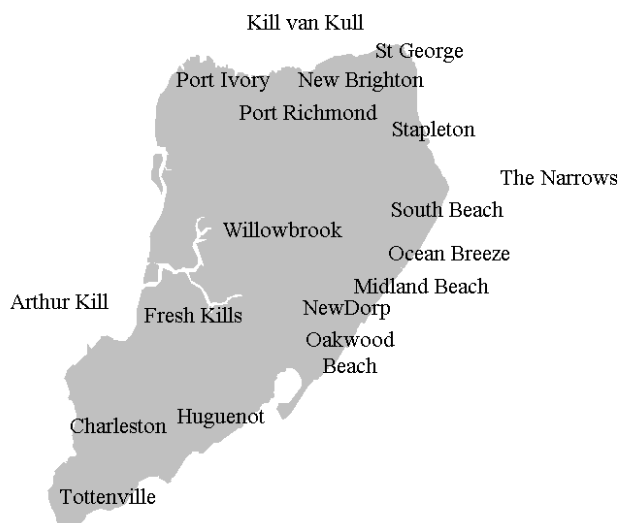 Kill van Kull
St George
Port Ivory
New Brighton
Port Richmond
Stapleton
The Narrows
South Beach
Willowbrook
Ocean Breeze
Midland Beach
Arthur Kill
NewDorp
Fresh Kills
Oakwood
Beach
Huguenot
Charleston
Tottenville